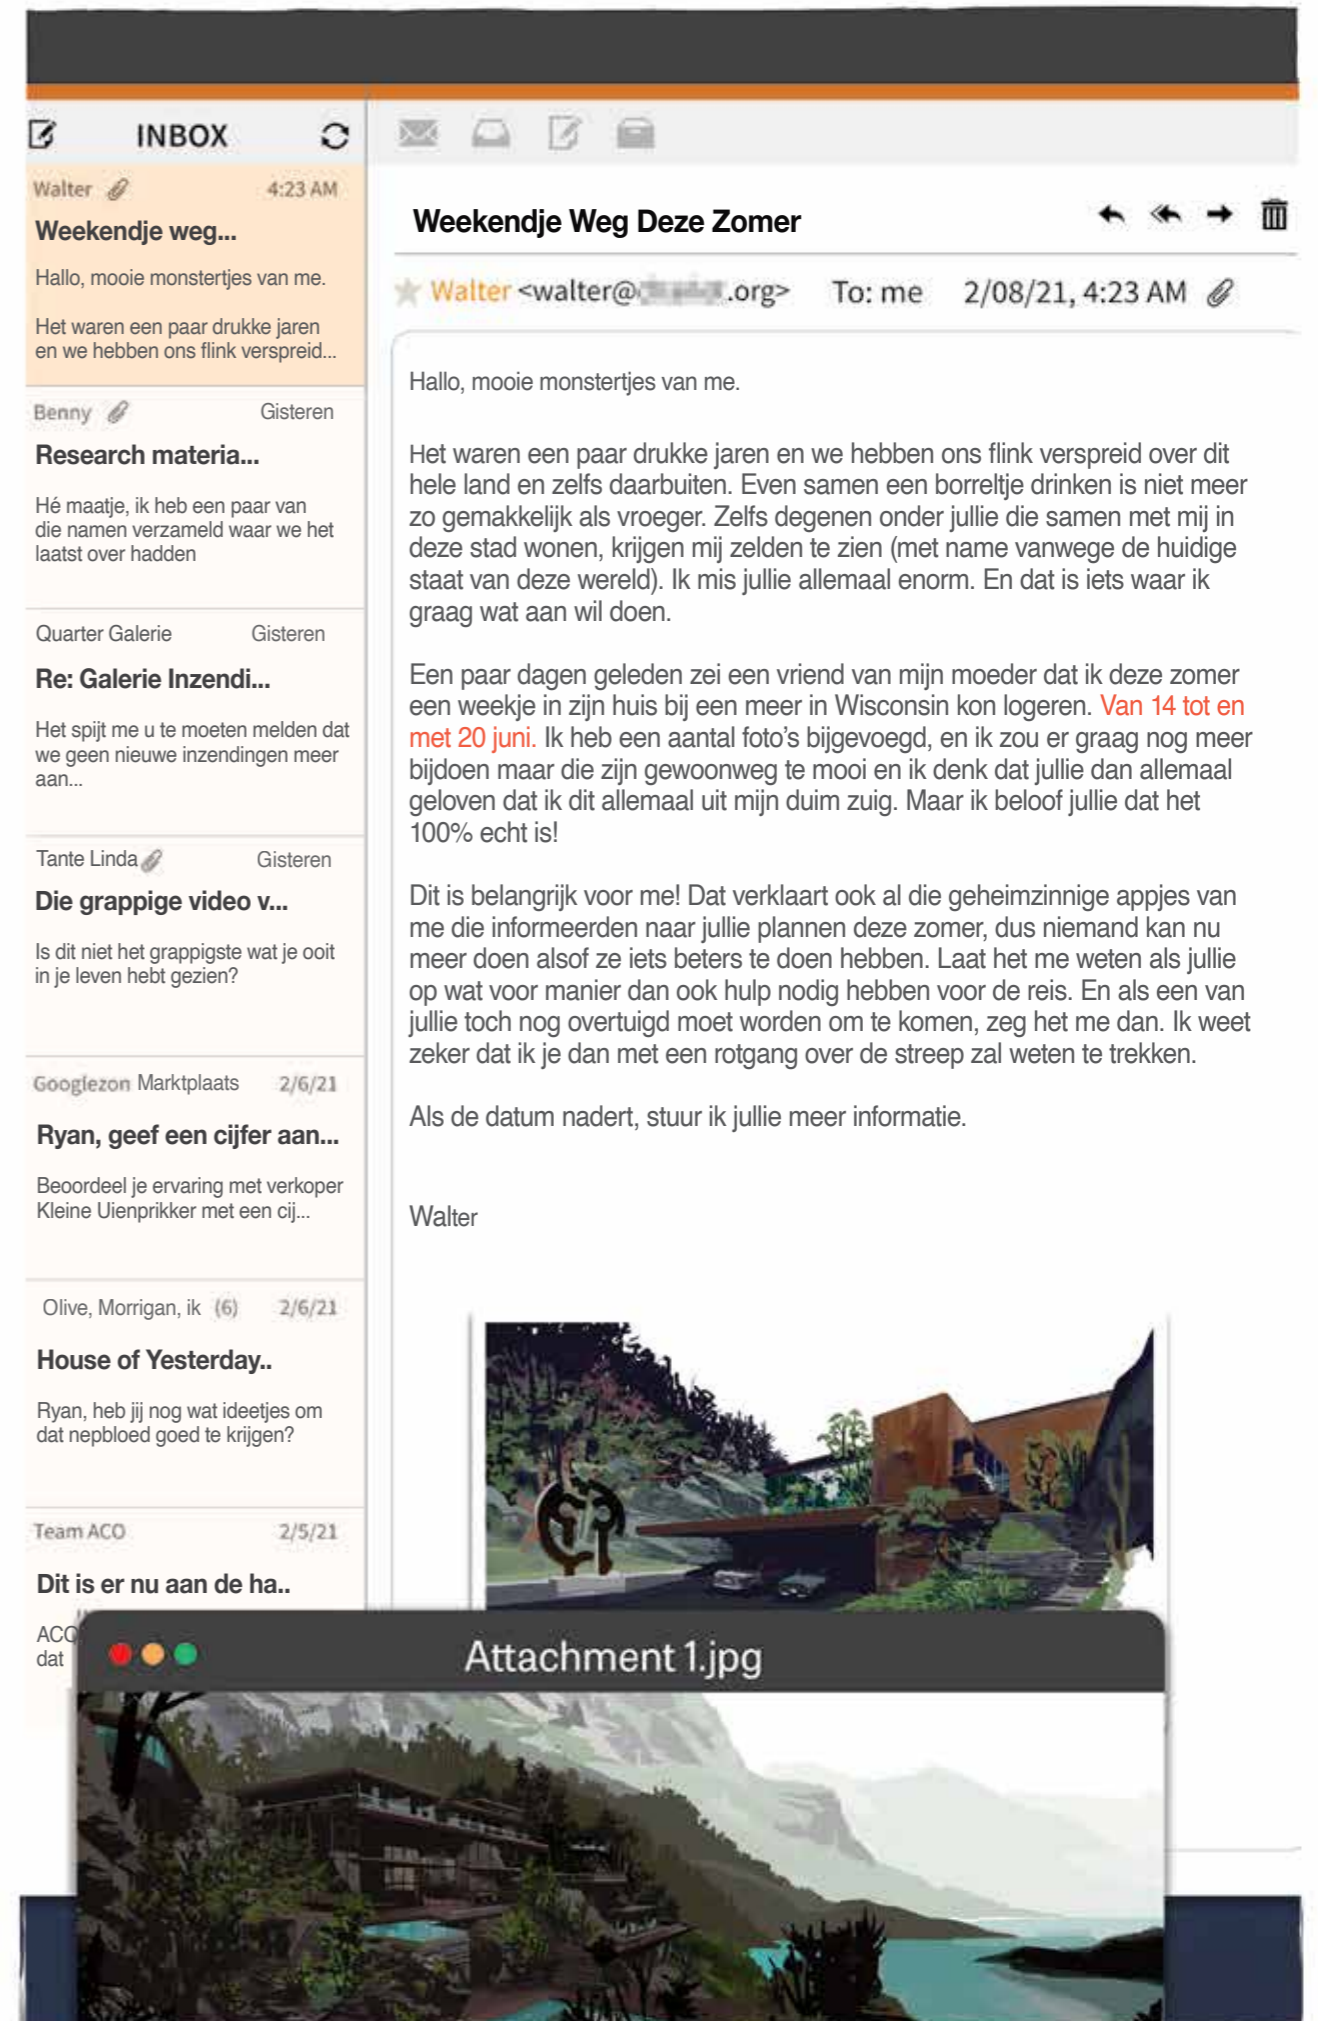 INBOX
Walter 4:23 AM
Weekendje weg...
Hallo, mooie monstertjes van me.
Het waren een paar drukke jaren
en we hebben ons flink verspreid...
Benny Gisteren
Research materia...
Hé maatje, ik heb een paar van
die namen verzameld waar we het
laatst over hadden
Quarter Galerie Gisteren
Re: Galerie Inzendi...
Het spijt me u te moeten melden dat
we geen nieuwe inzendingen meer
aan...
Tante Linda Gisteren
Die grappige video v...
Is dit niet het grappigste wat je ooit
in je leven hebt gezien?
Googlezon Marktplaats 2/6/21
Ryan, geef een cijfer aan...
Beoordeel je ervaring met verkoper
Kleine Uienprikker met een cij...
Olive, Morrigan, ik (6) 2/6/21
House of Yesterday..
Ryan, heb jij nog wat ideetjes om
dat nepbloed goed te krijgen?
Team ACO 2/5/21
Dit is er nu aan de ha..
ACO
dat
Weekendje Weg Deze Zomer
Walter <walter@ .org> To: me 2/08/21, 4:23 AM
Hallo, mooie monstertjes van me.
Het waren een paar drukke jaren en we hebben ons flink verspreid over dit
hele land en zelfs daarbuiten. Even samen een borreltje drinken is niet meer
zo gemakkelijk als vroeger. Zelfs degenen onder jullie die samen met mij in
deze stad wonen, krijgen mij zelden te zien (met name vanwege de huidige
staat van deze wereld). Ik mis jullie allemaal enorm. En dat is iets waar ik
graag wat aan wil doen.
Een paar dagen geleden zei een vriend van mijn moeder dat ik deze zomer
een weekje in zijn huis bij een meer in Wisconsin kon logeren. Van 14 tot en
met 20 juni. Ik heb een aantal foto's bijgevoegd, en ik zou er graag nog meer
bijdoen maar die zijn gewoonweg te mooi en ik denk dat jullie dan allemaal
geloven dat ik dit allemaal uit mijn duim zuig. Maar ik beloof jullie dat het
100% echt is!
Dit is belangrijk voor me! Dat verklaart ook al die geheimzinnige appjes van
me die informeerden naar jullie plannen deze zomer, dus niemand kan nu
meer doen alsof ze iets beters te doen hebben. Laat het me weten als jullie
op wat voor manier dan ook hulp nodig hebben voor de reis. En als een van
jullie toch nog overtuigd moet worden om te komen, zeg het me dan. Ik weet
zeker dat ik je dan met een rotgang over de streep zal weten te trekken.
Als de datum nadert, stuur ik jullie meer informatie.
Walter
Attachment 1.jpg